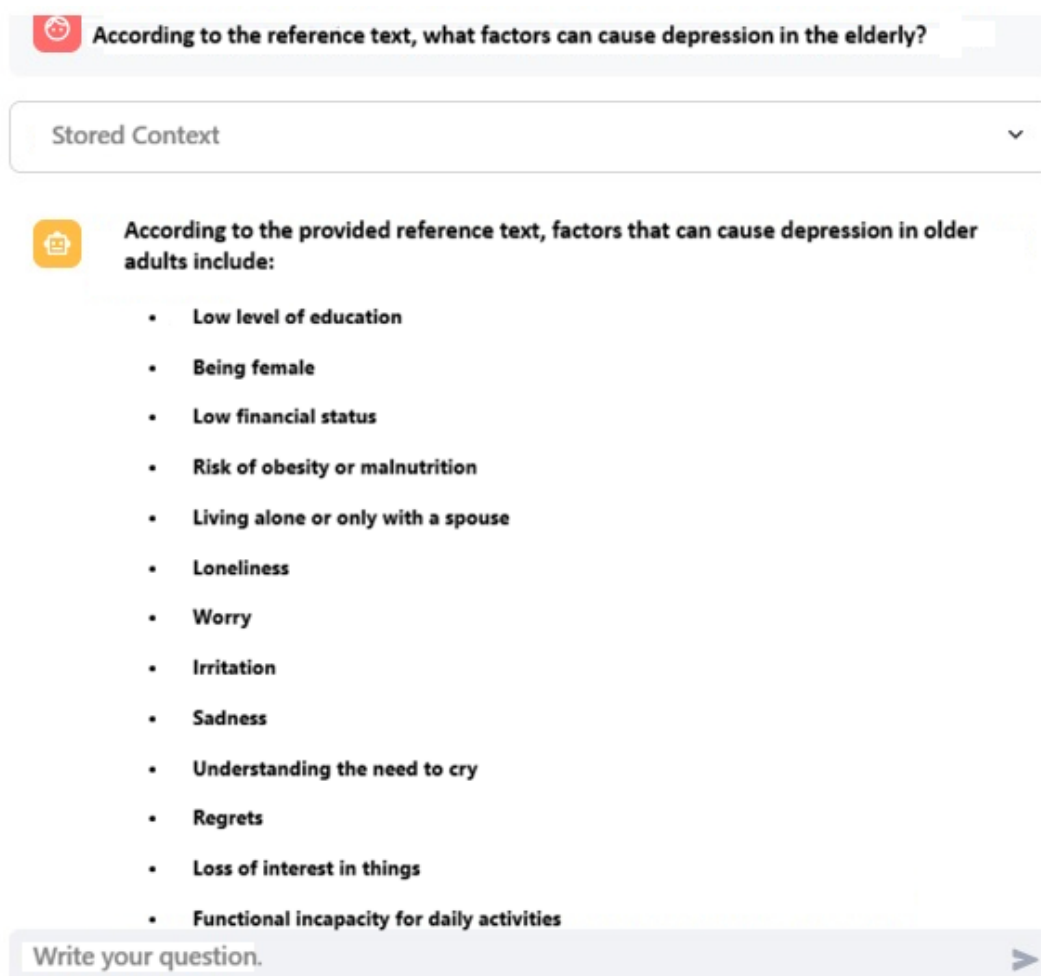 According to the reference text, what factors can cause depression in the elderly?
Stored Context
According to the provided reference text, factors that can cause depression in older
adults include:
• Low level of education
• Being female
• Low financial status
• Risk of obesity or malnutrition
• Living alone or only with a spouse
• Loneliness
• Worry
• Irritation
• Sadness
• Understanding the need to cry
• Regrets
• Loss of interest in things
• Functional incapacity for daily activities
Write your question.